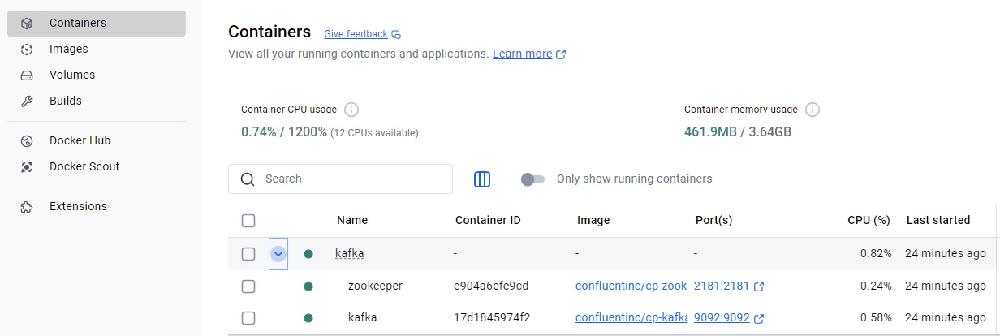 Containers
Images
Volumes
Builds
Docker Hub
Docker Scout
Extensions
Containers Give feedback
View all your running containers and applications. Learn more
Container CPU usage
0.74% / 1200% (12 CPUs available)
Container memory usage
461.9MB / 3.64GB
Search
Only show running containers
Name Container ID Image Port(s) CPU (%) Last started
kafka - - - 0.82% 24 minutes ago
zookeeper e904a6efe9cd confluentinc/cp-zook 2181:2181 0.24% 24 minutes ago
kafka 17d1845974f2 confluentinc/cp-kafka 9092:9092 0.58% 24 minutes ago